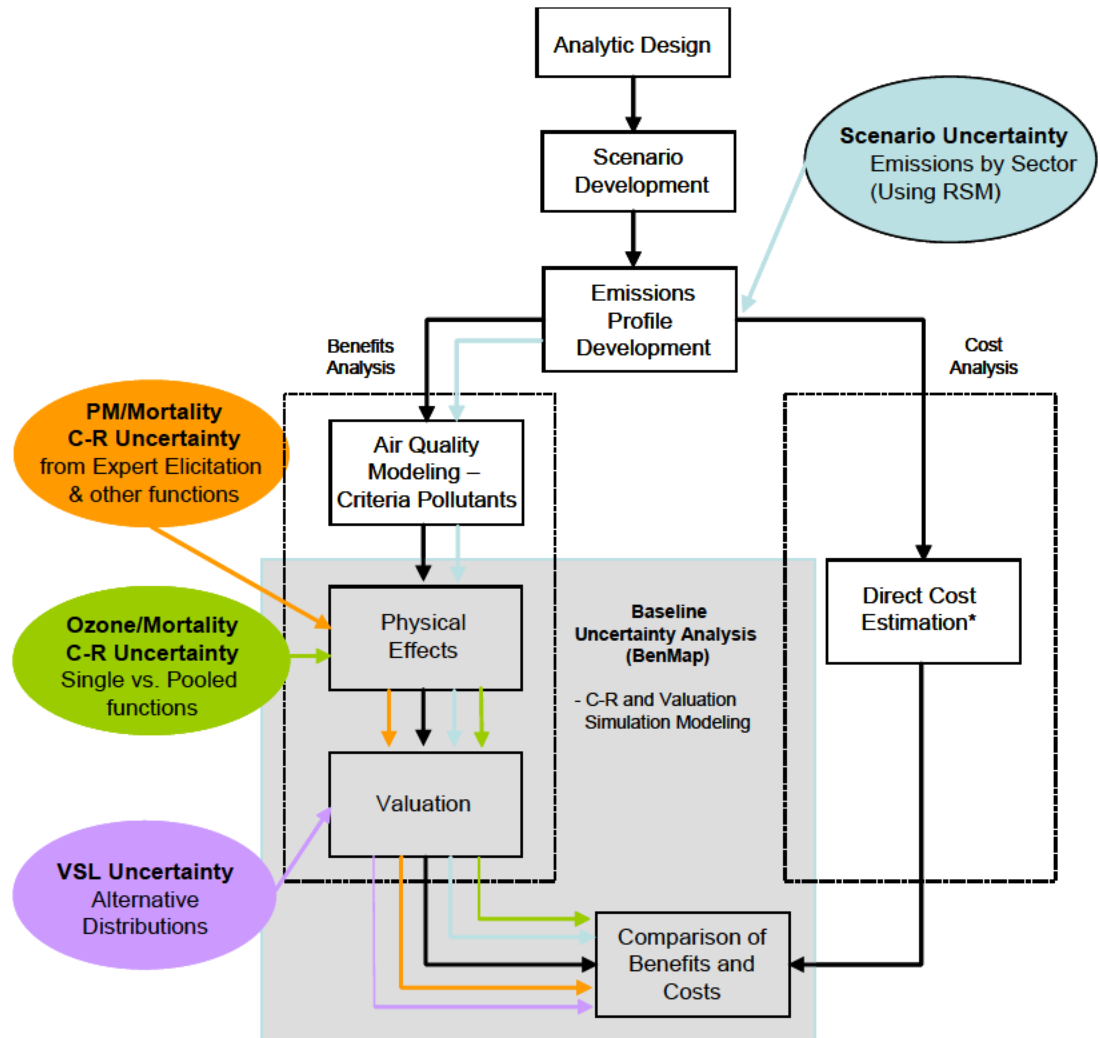 Analytic Design
Scenario
Development
Scenario Uncertainty
Emissions by Sector
(Using RSM)
Emissions
Profile
Development
Benefits
Analysis
Cost
Analysis
PM/Mortality
C-R Uncertainty
from Expert Elicitation
& other functions
Air Quality
Modeling –
Criteria Pollutants
Ozone/Mortality
C-R Uncertainty
Single vs. Pooled
functions
Physical
Effects
Baseline
Uncertainty Analysis
(BenMap)
- C-R and Valuation
Simulation Modeling
Direct Cost
Estimation*
Valuation
VSL Uncertainty
Alternative
Distributions
Comparison of
Benefits and
Costs